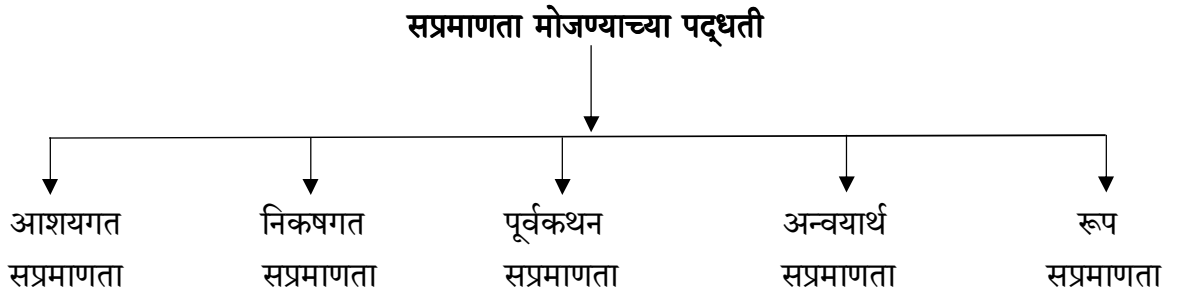 सप्रमाणता मोजण्याच्या पद्धती
आशयगत निकषगत पूर्वकथन अन्वयार्थ रूप
सप्रमाणता सप्रमाणता सप्रमाणता सप्रमाणता सप्रमाणता